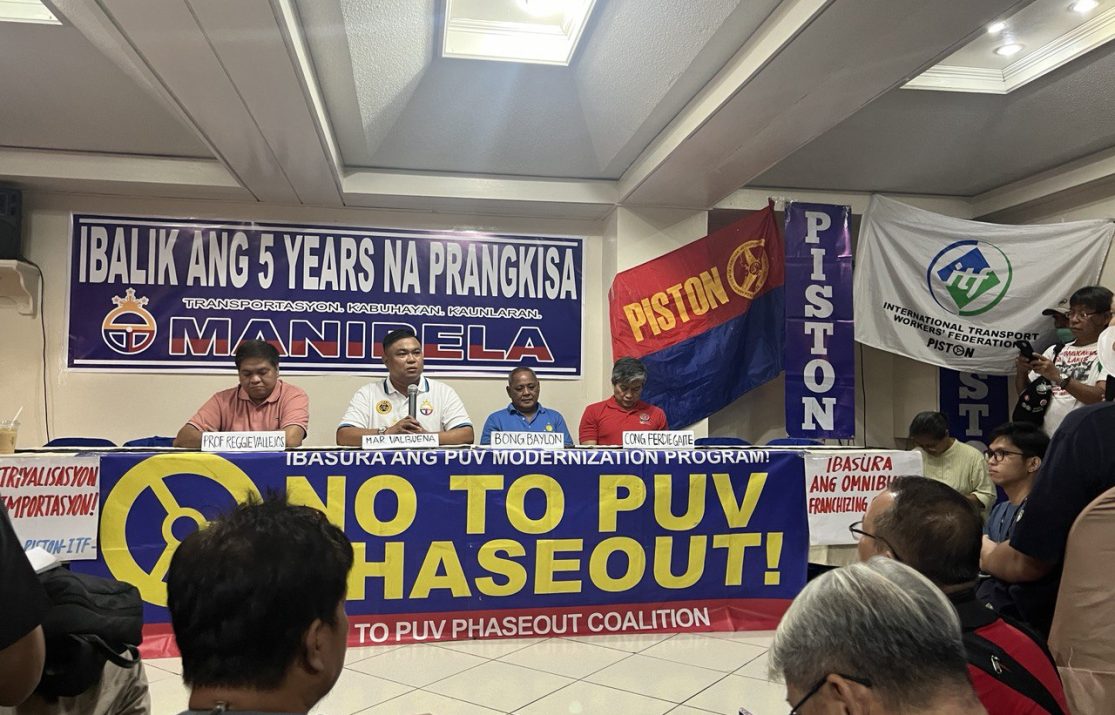 IBALIK ANG 5 YEARS NA PRANGKISA
TRANSPORTASYON. KABUHAYAN. KAUNLARAN.
MANIBELA
PISTON
PISTON
itf
INTERNATIONAL TRANSPORT
WORKERS' FEDERATION
PISTON
PROF. REGGIE VALLEJOS
MAR VALBUENA
BONG BAYLON
CONG FERDIE GAITE
IBASURA ANG PUV MODERNIZATION PROGRAM!
NO TO PUV
PHASEOUT!
TO PUV PHASEOUT COALITION
PISTON-ITF
IBASURA
ANG